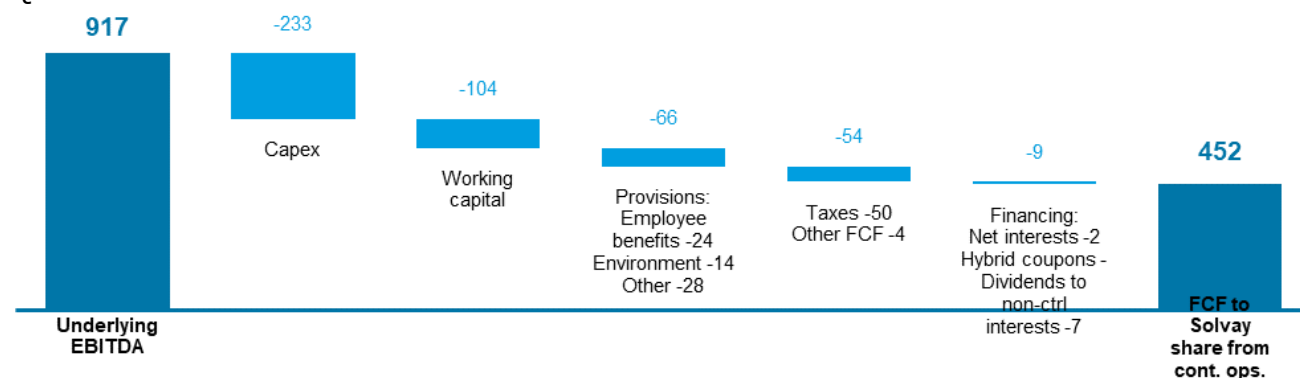 917
-233
Capex
-104
Working
capital
-66
Provisions:
Employee
benefits -24
Environment -14
Other -28
-54
Taxes -50
Other FCF -4
-9
Financing:
Net interests -2
Hybrid coupons -
Dividends to
non-ctrl
interests -7
452
Underlying
EBITDA
FCF to
Solvay
share from
cont. ops.